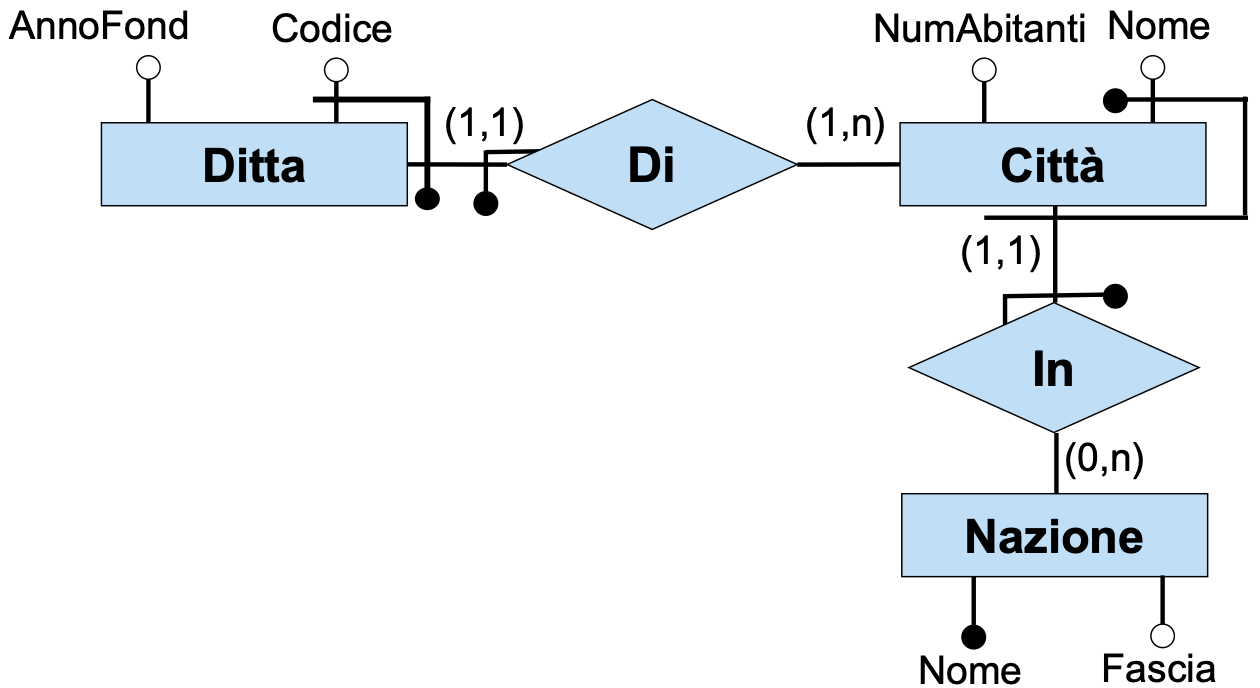 AnnoFond
Codice
NumAbitanti
Nome
(1,1)
(1,n)
Ditta
Di
Città
(1,1)
In
(0,n)
Nazione
Nome
Fascia